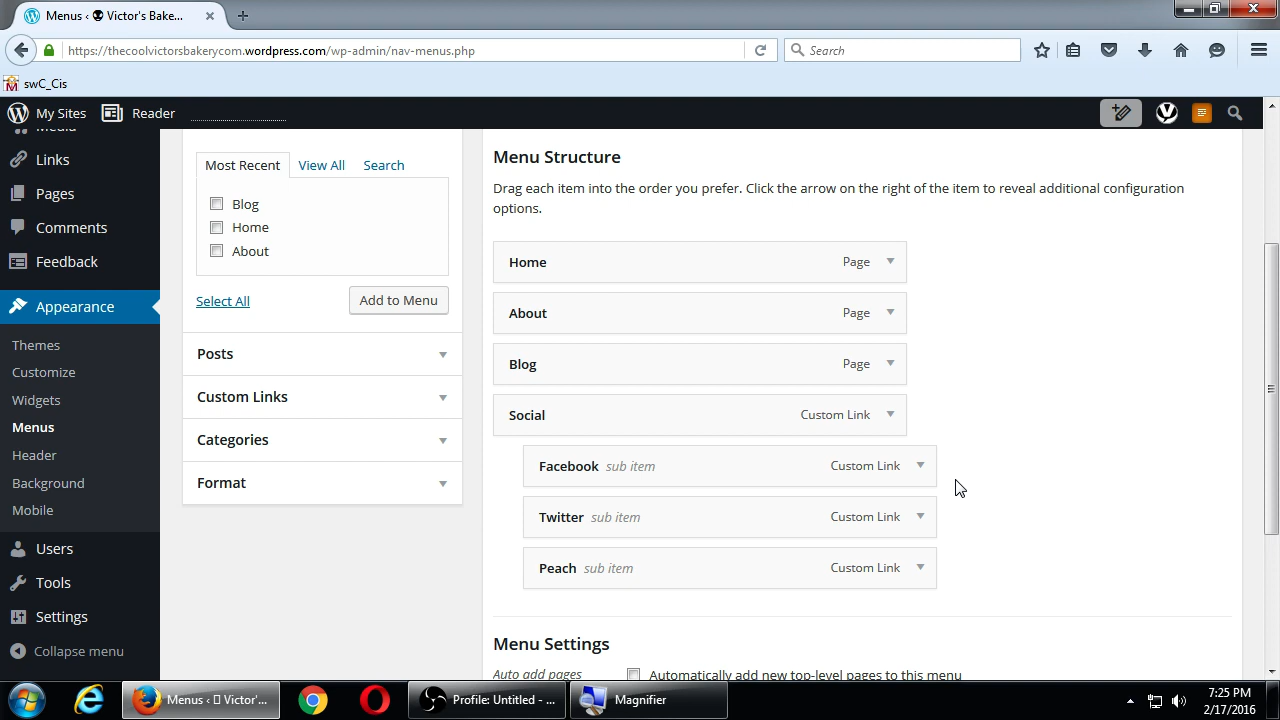 Menus ‹ Victor's Bake...
https://thecoolvictorsbakerycom.wordpress.com/wp-admin/nav-menus.php
Search
swC_Cis
My Sites
Reader
Media
Links
Pages
Comments
Feedback
Appearance
Themes
Customize
Widgets
Menus
Header
Background
Mobile
Users
Tools
Settings
Collapse menu
Most Recent
View All
Search
Blog
Home
About
Select All
Add to Menu
Posts
Custom Links
Categories
Format
Menu Structure
Drag each item into the order you prefer. Click the arrow on the right of the item to reveal additional configuration
options.
Home Page
About Page
Blog Page
Social Custom Link
Facebook sub item Custom Link
Twitter sub item Custom Link
Peach sub item Custom Link
Menu Settings
Auto add pages
Automatically add new top-level pages to this menu
Menus ‹ Victor'...
Profile: Untitled - ...
Magnifier
7:25 PM
2/17/2016